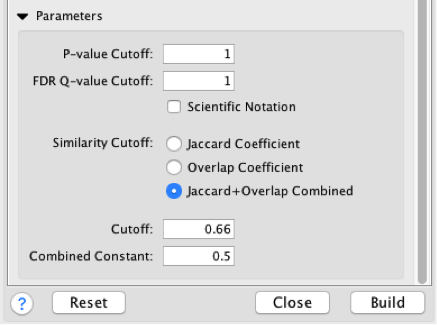 Parameters
P-value Cutoff: 1
FDR Q-value Cutoff: 1
Scientific Notation
Similarity Cutoff: Jaccard Coefficient
Overlap Coefficient
Jaccard+Overlap Combined
Cutoff: 0.66
Combined Constant: 0.5
? Reset Close Build